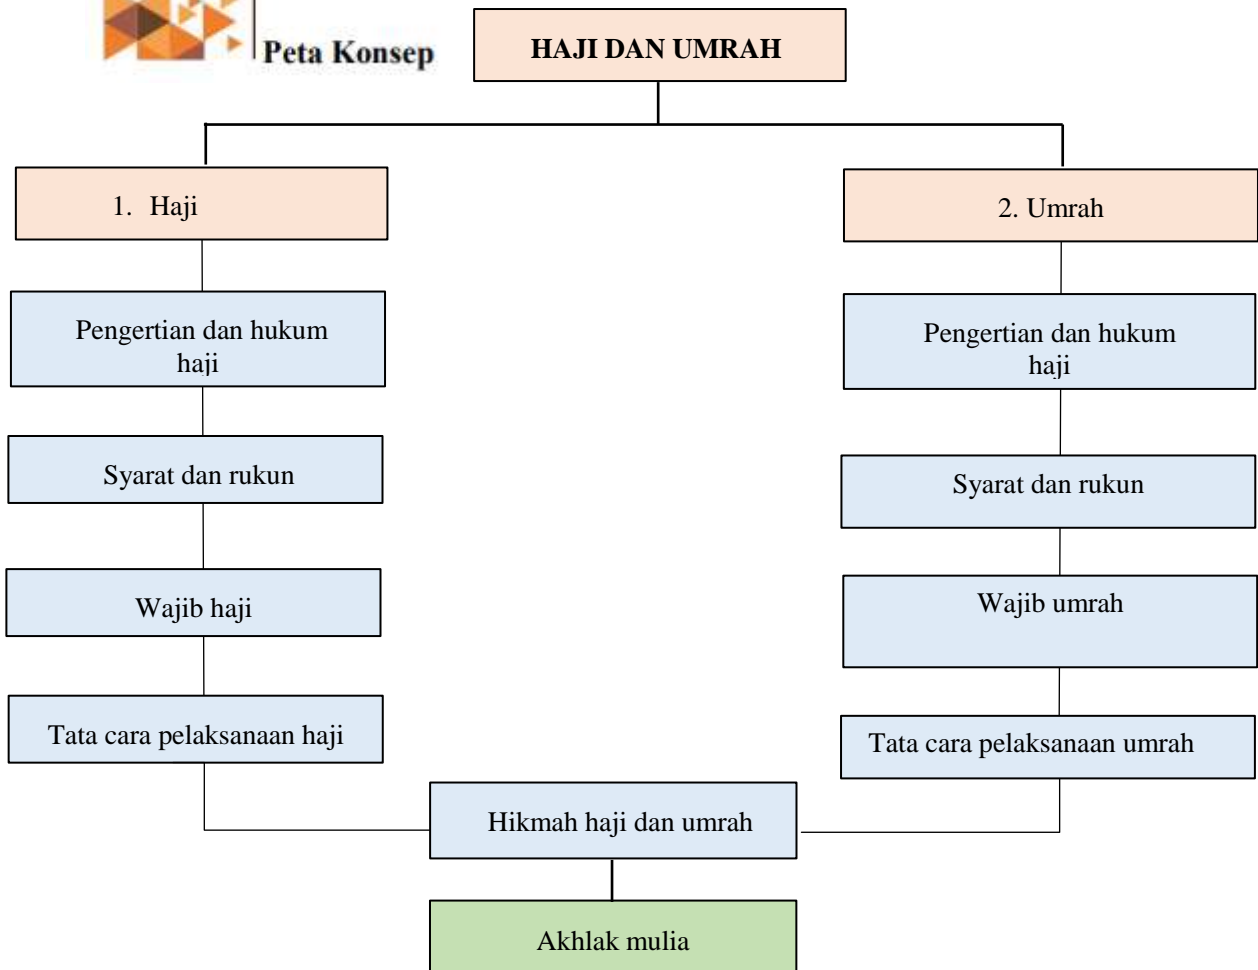 Peta Konsep
HAJI DAN UMRAH
1. Haji
Pengertian dan hukum
haji
Syarat dan rukun
Wajib haji
Tata cara pelaksanaan haji
2. Umrah
Pengertian dan hukum
haji
Syarat dan rukun
Wajib umrah
Tata cara pelaksanaan umrah
Hikmah haji dan umrah
Akhlak mulia